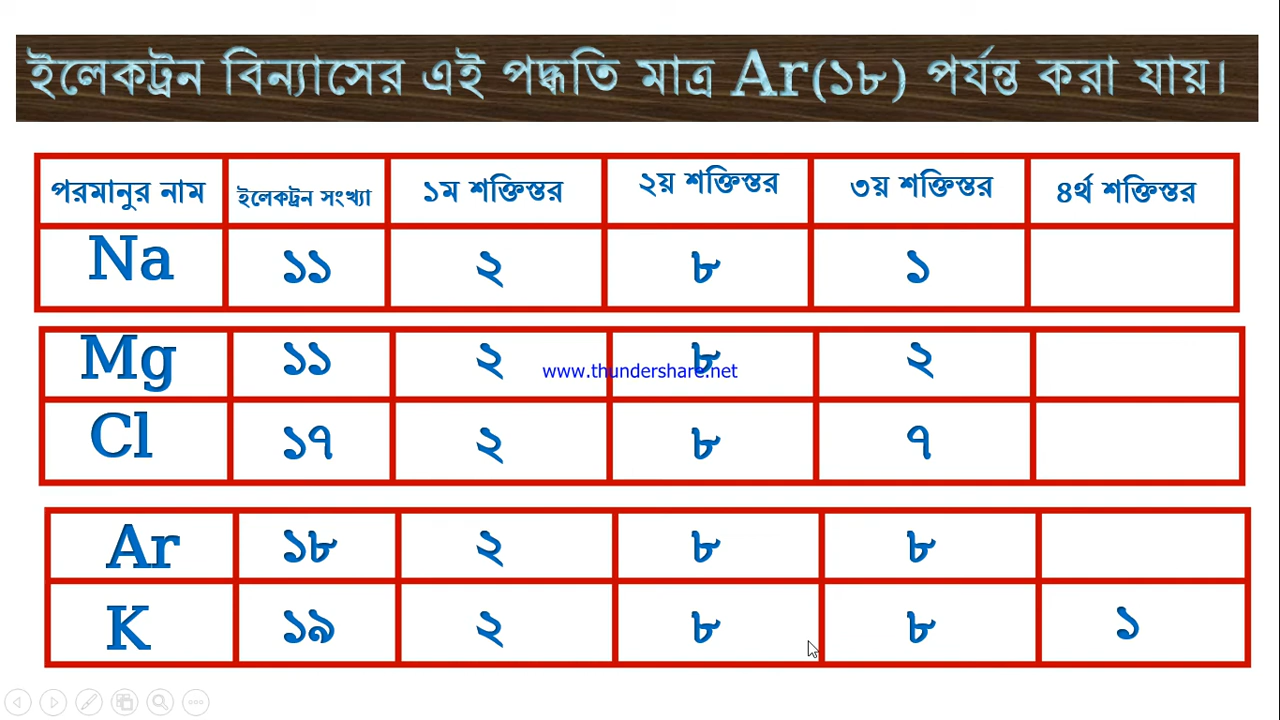 ইলেকট্রন বিন্যাসের এই পদ্ধতি মাত্র Ar(১৮) পর্যন্ত করা যায়।
পরমানুর নাম ইলেকট্রন সংখ্যা ১ম শক্তিস্তর ২য় শক্তিস্তর ৩য় শক্তিস্তর 8র্থ শক্তিস্তর
Na ১১ ২ ৮ ১
Mg ১১ ২ ৮ ২
www.thundershare.net
Cl ১৭ ২ ৮ ৭
Ar ১৮ ২ ৮ ৮
K ১৯ ২ ৮ ৮ ১